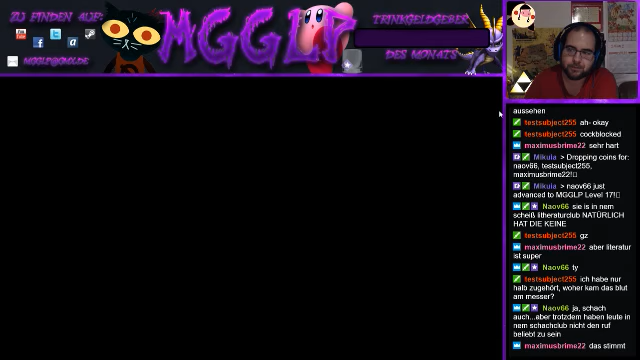 ZU FINDEN AUF:
MGGLP@GMX.DE
MGGLP
TRINKGELDGEBER
DES MONATS
aussehen
testsubject255 ah- okay
testsubject255 cockblocked
maximusbrime22 sehr hart
Mikula > Dropping coins for:
naov66, testsubject255,
maximusbrime22!
Mikula > naov66 just
advanced to MGGLP Level 17!
Naov66 sie is in nem
scheiß litheraturclub NATÜRLICH
HAT DIE KEINE
testsubject255 gz
maximusbrime22 aber literatur
ist super
Naov66 ty
testsubject255 ich habe nur
halb zugehört, woher kam das blut
am messer?
Naov66 ja, schach
auch...aber trotzdem haben leute in
nem schachclub nicht den ruf
beliebt zu sein
maximusbrime22 das stimmt